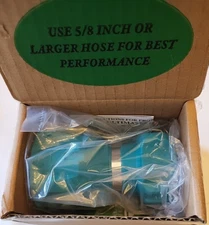 USE 5/8 INCH OR
LARGER HOSE FOR BEST
PERFORMANCE